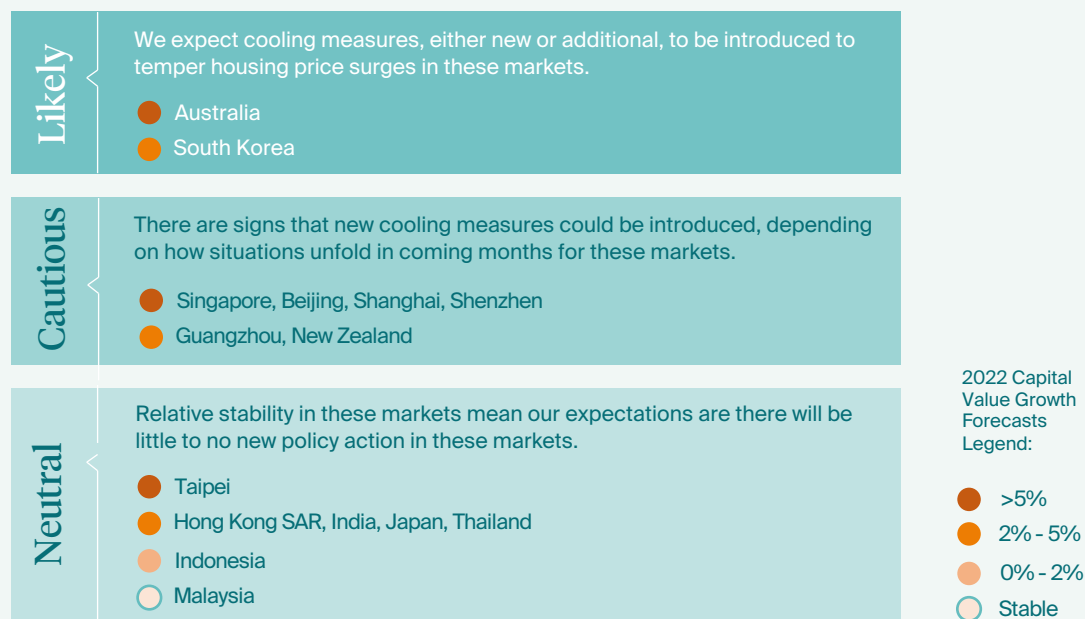 Likely
We expect cooling measures, either new or additional, to be introduced to
temper housing price surges in these markets.
Australia
South Korea
Cautious
There are signs that new cooling measures could be introduced, depending
on how situations unfold in coming months for these markets.
Singapore, Beijing, Shanghai, Shenzhen
Guangzhou, New Zealand
Neutral
Relative stability in these markets mean our expectations are there will be
little to no new policy action in these markets.
Taipei
Hong Kong SAR, India, Japan, Thailand
Indonesia
Malaysia
2022 Capital
Value Growth
Forecasts
Legend:
>5%
2% - 5%
0% - 2%
Stable